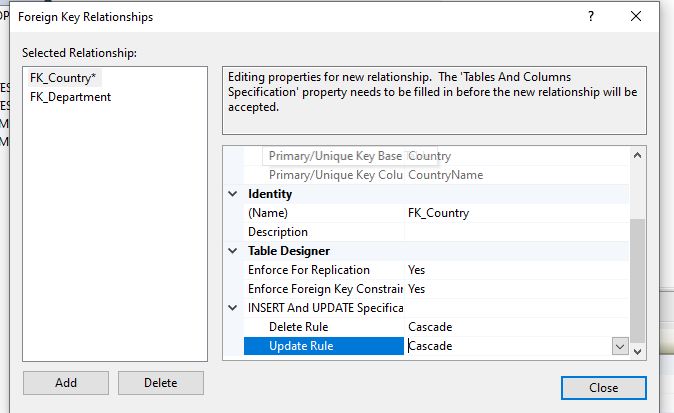 Foreign Key Relationships
?
Selected Relationship:
FK_Country*
FK_Department
Editing properties for new relationship. The 'Tables And Columns
Specification' property needs to be filled in before the new relationship will be
accepted.
Primary/Unique Key Base Country
Primary/Unique Key Colu CountryName
Identity
(Name) FK_Country
Description
Table Designer
Enforce For Replication Yes
Enforce Foreign Key Constrain Yes
INSERT And UPDATE Specifica
Delete Rule Cascade
Update Rule Cascade
Add Delete
Close